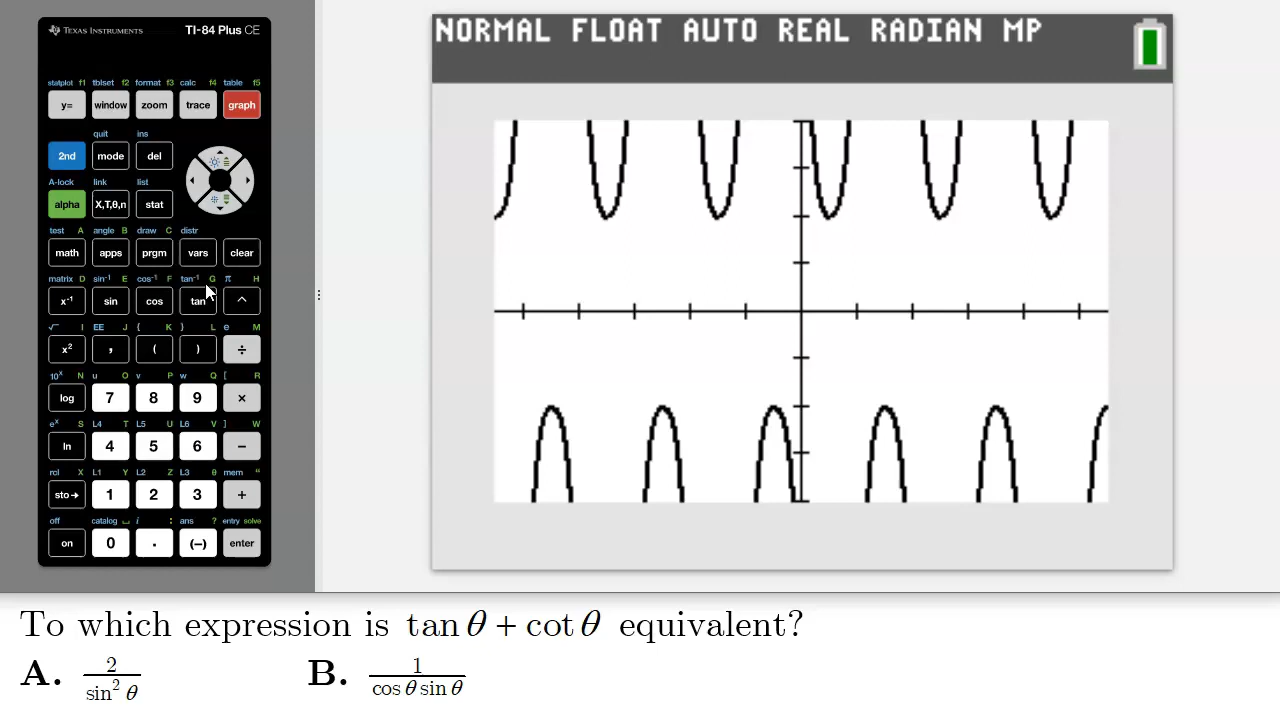 TEXAS INSTRUMENTS TI-84 Plus CE
NORMAL FLOAT AUTO REAL RADIAN MP
statplot f1 tblset f2 format f3 calc f4 table f5
y= window zoom trace graph
quit ins
2nd mode del
A-lock link list
alpha X,T,θ,n stat
test A angle B draw C distr
math apps prgm vars clear
matrix D sin⁻¹ E cos⁻¹ F tan⁻¹ G π H
x⁻¹ sin cos tan ^
√ I EE J { K } L e M
x² , ( ) ÷
10ˣ N u O v P w Q [ R
log 7 8 9 ×
eˣ S L4 T L5 U L6 V ] W
ln 4 5 6 −
rcl X L1 Y L2 Z L3 θ mem “
sto→ 1 2 3 +
off catalog ␣ i : ans ? entry solve
on 0 . (−) enter
To which expression is tan θ + cot θ equivalent?
A. 2/sin² θ B. 1/cos θ sin θ